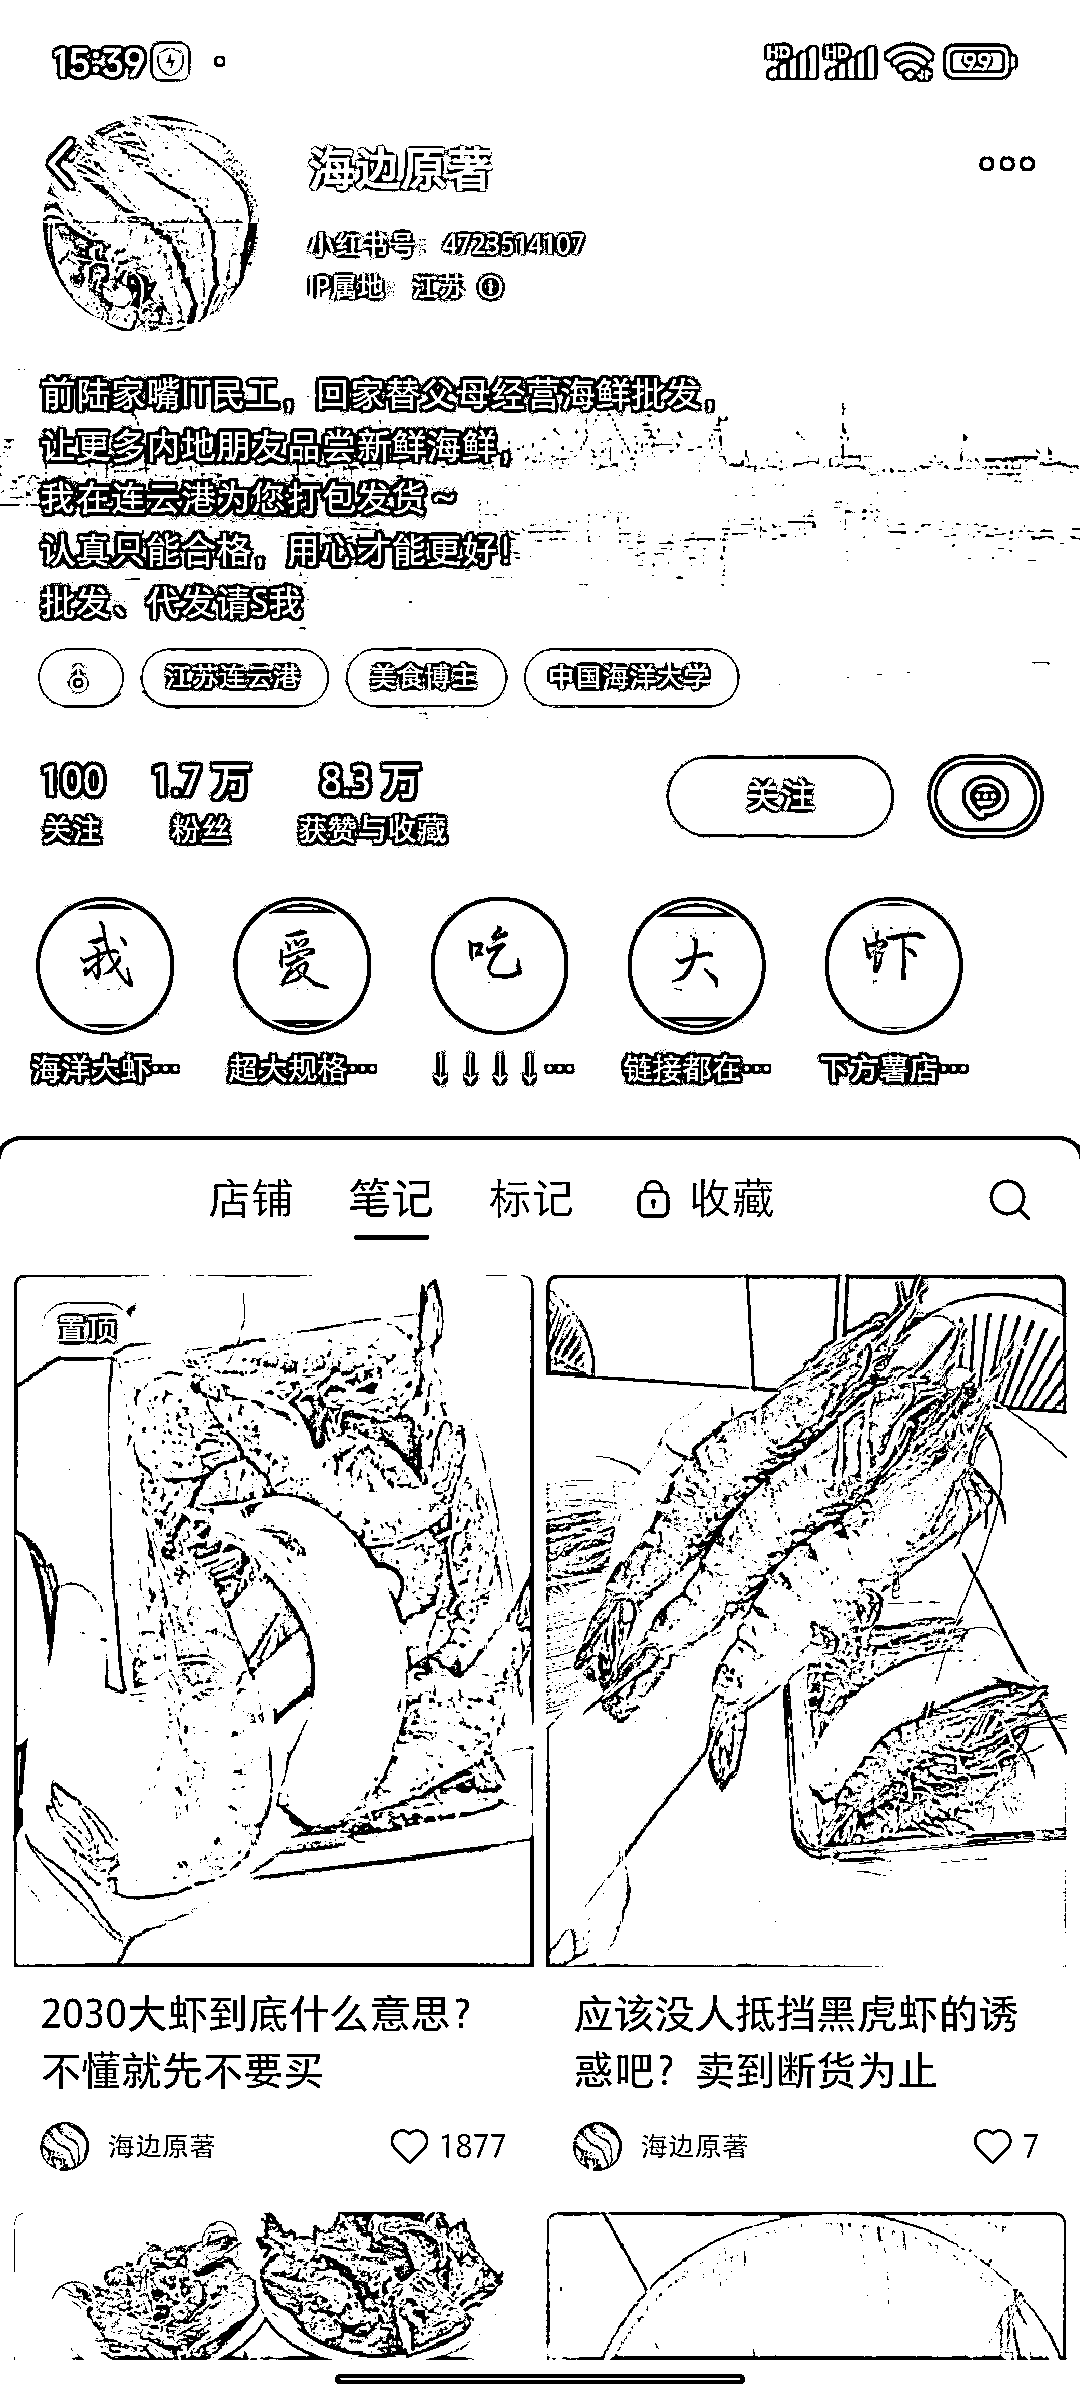 15:39
HD HD 99
海边原著
小红书号：4723514107
IP属地：江苏
前陆家嘴IT民工，回家替父母经营海鲜批发，
让更多内地朋友品尝新鲜海鲜，
我在连云港为您打包发货~
认真只能合格，用心才能更好！
批发、代发请S我
江苏连云港 美食博主 中国海洋大学
100 1.7万 8.3万
关注 粉丝 获赞与收藏
关注
我 爱 吃 大 虾
海洋大虾… 超大规格… ↓↓↓↓… 链接都在… 下方薯店…
店铺 笔记 标记 收藏
置顶
2030大虾到底什么意思？
不懂就先不要买
海边原著 1877
应该没人抵挡黑虎虾的诱
惑吧？卖到断货为止
海边原著 7